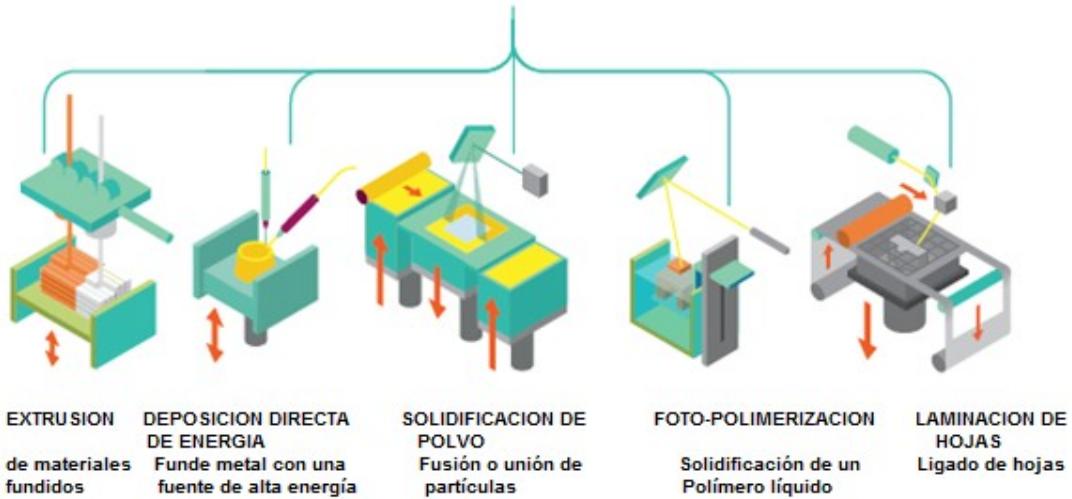 EXTRUSION
de materiales
fundidos
DEPOSICION DIRECTA
DE ENERGIA
Funde metal con una
fuente de alta energía
SOLIDIFICACION DE
POLVO
Fusión o unión de
partículas
FOTO-POLIMERIZACION
Solidificación de un
Polímero líquido
LAMINACION DE
HOJAS
Ligado de hojas